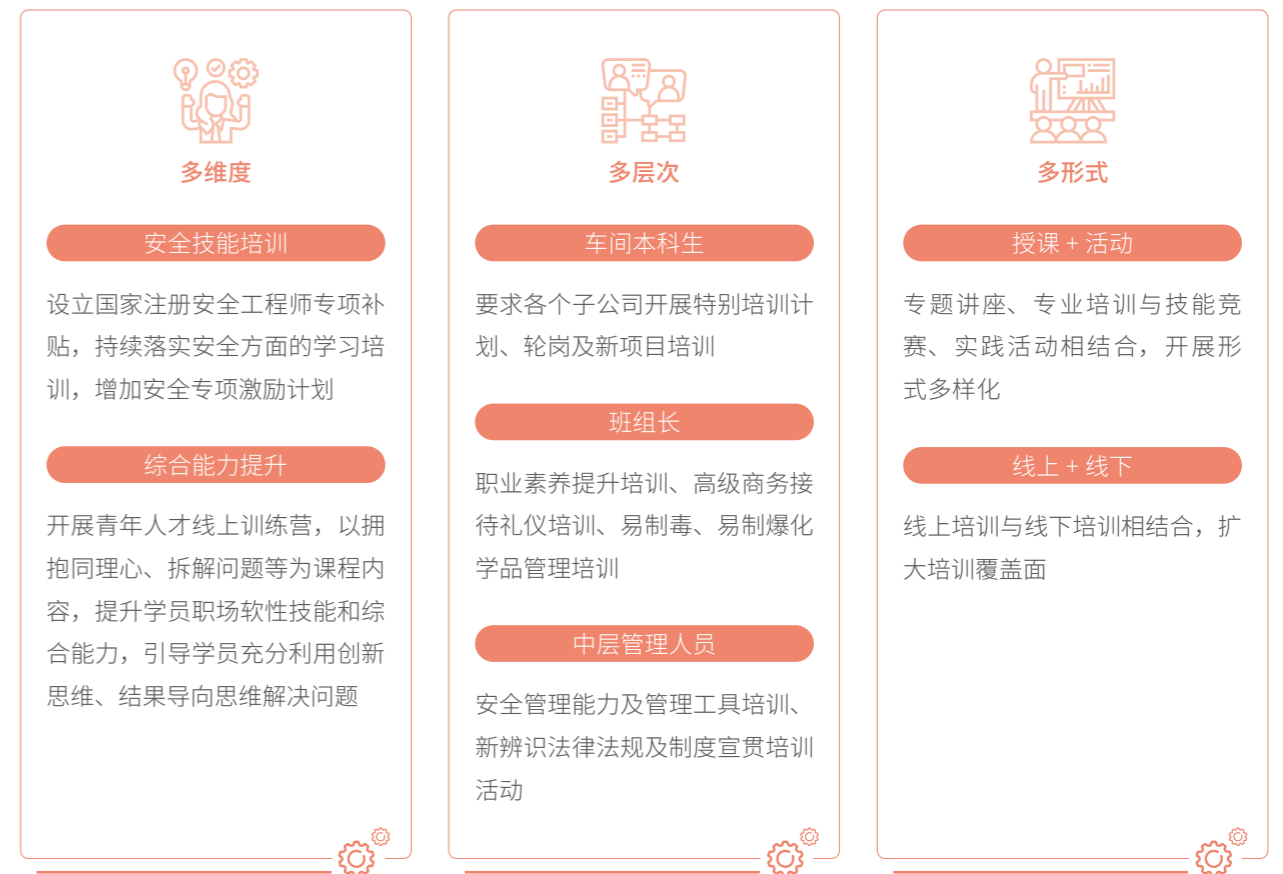 多维度
安全技能培训
设立国家注册安全工程师专项补
贴，持续落实安全方面的学习培
训，增加安全专项激励计划
综合能力提升
开展青年人才线上训练营，以拥
抱同理心、拆解问题等为课程内
容，提升学员职场软性技能和综
合能力，引导学员充分利用创新
思维、结果导向思维解决问题
多层次
车间本科生
要求各个子公司开展特别培训计
划、轮岗及新项目培训
班组长
职业素养提升培训、高级商务接
待礼仪培训、易制毒、易制爆化
学品管理培训
中层管理人员
安全管理能力及管理工具培训、
新辨识法律法规及制度宣贯培训
活动
多形式
授课 + 活动
专题讲座、专业培训与技能竞
赛、实践活动相结合，开展形
式多样化
线上 + 线下
线上培训与线下培训相结合，扩
大培训覆盖面